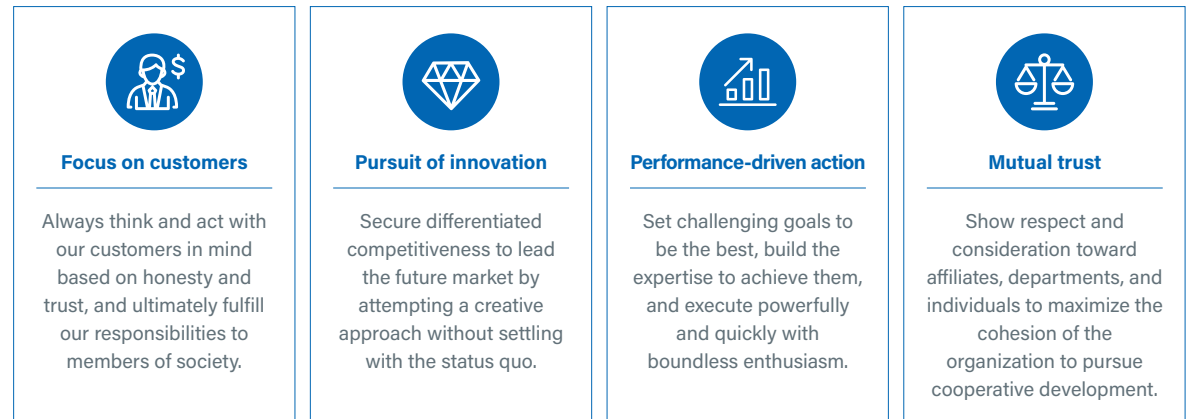 $
Focus on customers
Always think and act with
our customers in mind
based on honesty and
trust, and ultimately fulfill
our responsibilities to
members of society.
Pursuit of innovation
Secure differentiated
competitiveness to lead
the future market by
attempting a creative
approach without settling
with the status quo.
Performance-driven action
Set challenging goals to
be the best, build the
expertise to achieve them,
and execute powerfully
and quickly with
boundless enthusiasm.
Mutual trust
Show respect and
consideration toward
affiliates, departments, and
individuals to maximize the
cohesion of the
organization to pursue
cooperative development.